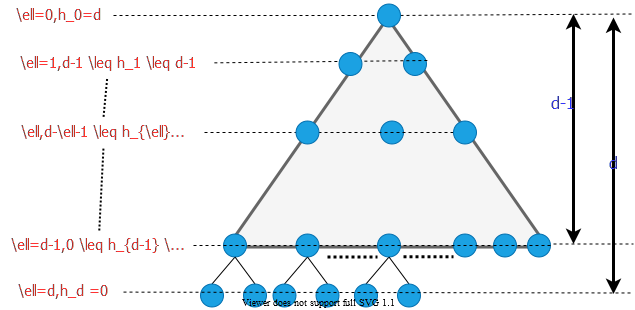 \ell=0,h_0=d
\ell=1,d-1 \leq h_1 \leq d-1
d-1
\ell,d-\ell-1 \leq h_{\ell}...
d
\ell=d-1,0 \leq h_{d-1} \...
\ell=d,h_d =0
Viewer does not support full SVG 1.1